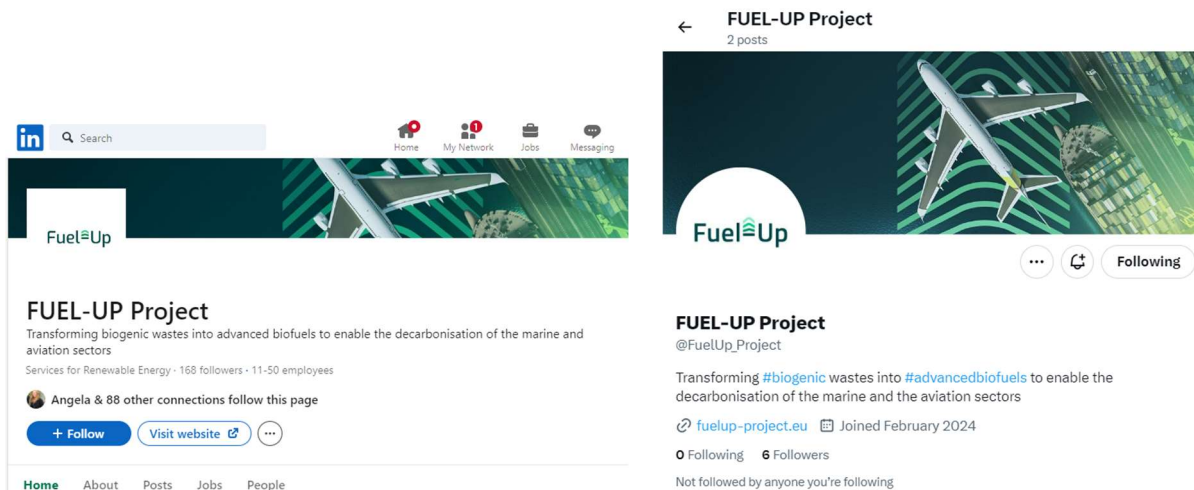 in
Search
Home
1
My Network
Jobs
Messaging
Fuel Up
FUEL-UP Project
Transforming biogenic wastes into advanced biofuels to enable the decarbonisation of the marine and
aviation sectors
Services for Renewable Energy · 168 followers · 11-50 employees
Angela & 88 other connections follow this page
+ Follow
Visit website
Home About Posts Jobs People
FUEL-UP Project
2 posts
Fuel Up
Following
FUEL-UP Project
@FuelUp_Project
Transforming #biogenic wastes into #advancedbiofuels to enable the
decarbonisation of the marine and the aviation sectors
fuelup-project.eu Joined February 2024
0 Following 6 Followers
Not followed by anyone you're following